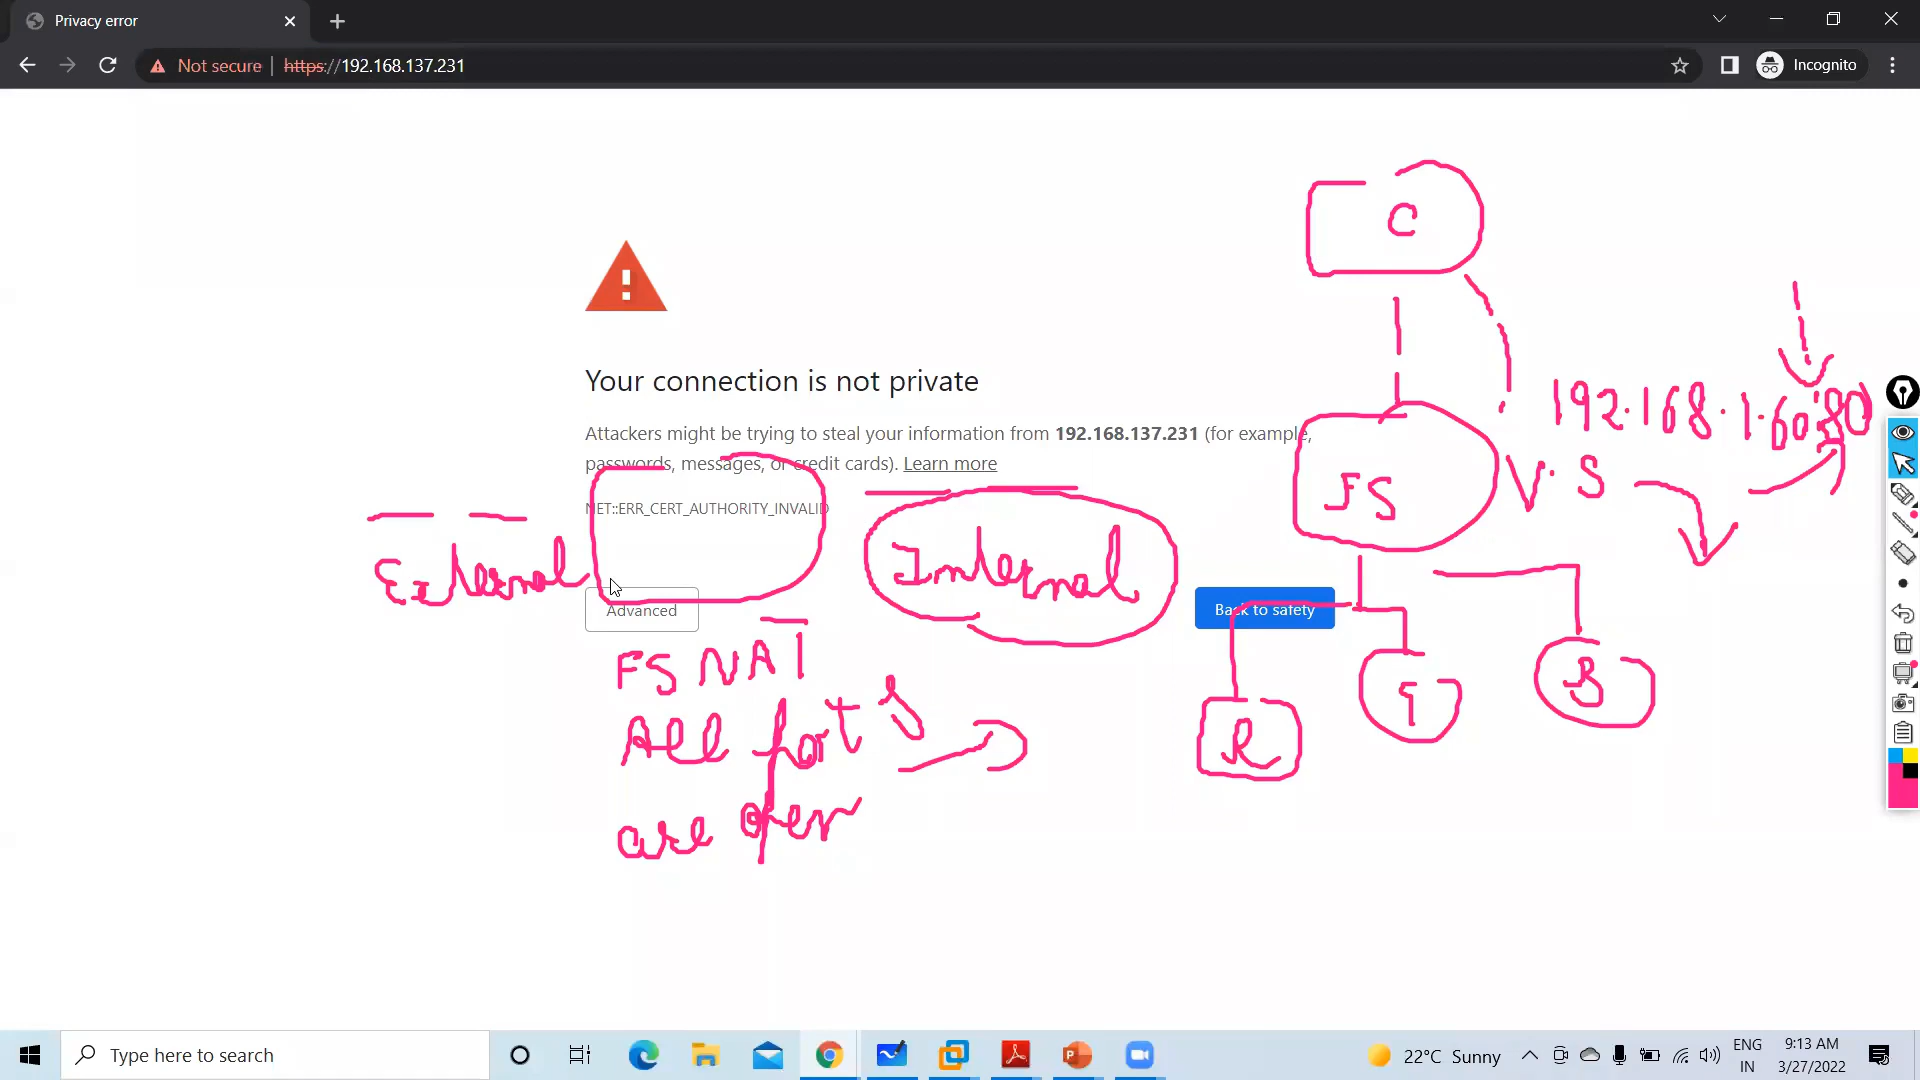 Privacy error
Not secure
https://192.168.137.231
Incognito
C
Your connection is not private
Attackers might be trying to steal your information from 192.168.137.231 (for example,
passwords, messages, or credit cards). Learn more
NET::ERR_CERT_AUTHORITY_INVALID
192.168.1.60:80
FS
V.S
External
Internal
Advanced
Back to safety
FS NAT
All Port's
are open
R
G
B
Type here to search
22°C Sunny
ENG
IN
9:13 AM
3/27/2022